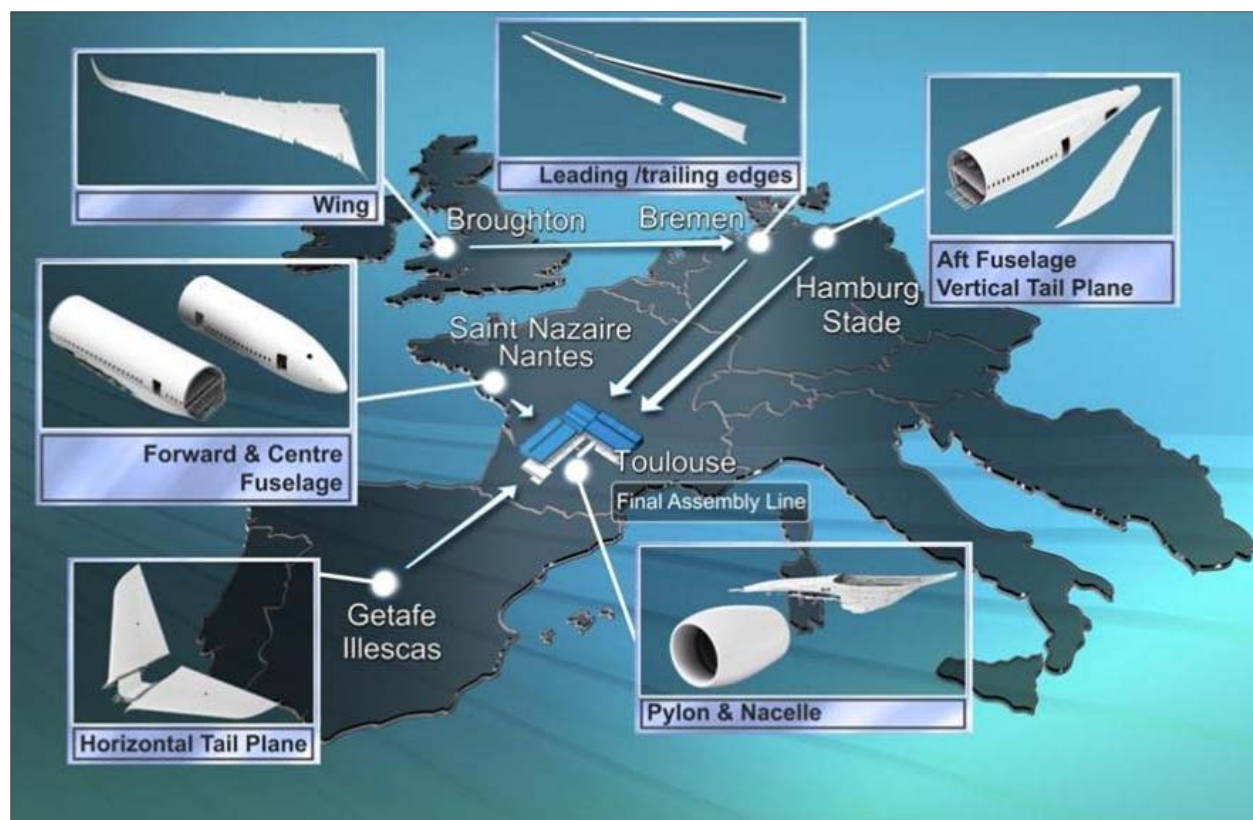 Wing
Leading /trailing edges
Aft Fuselage
Vertical Tail Plane
Broughton
Bremen
Hamburg
Stade
Saint Nazaire
Nantes
Forward & Centre
Fuselage
Toulouse
Final Assembly Line
Getafe
Illescas
Horizontal Tail Plane
Pylon & Nacelle